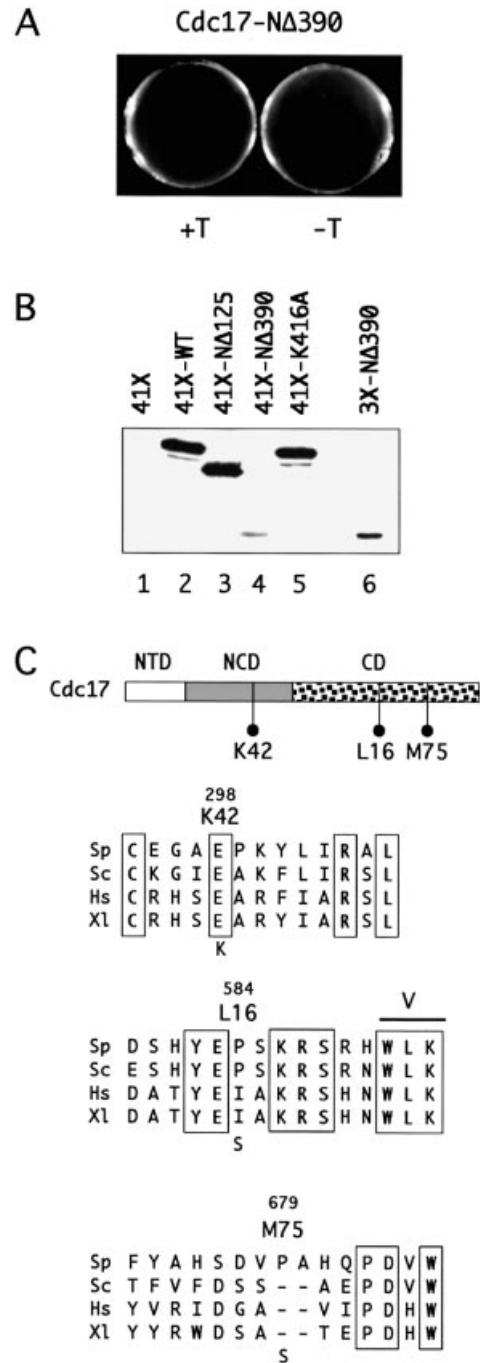 A
Cdc17-NΔ390
+T -T
B
41X 41X-WT 41X-NΔ125 41X-NΔ390 41X-K416A 3X-NΔ390
1 2 3 4 5 6
C
NTD NCD CD
Cdc17
K42 L16 M75
298
K42
Sp C E G A E P K Y L I R A L
Sc C K G I E A K F L I R S L
Hs C R H S E A R F I A R S L
Xl C R H S E A R Y I A R S L
K
584
L16 V
Sp D S H Y E P S K R S R H W L K
Sc E S H Y E P S K R S R N W L K
Hs D A T Y E I A K R S H N W L K
Xl D A T Y E I A K R S H N W L K
S
679
M75
Sp F Y A H S D V P A H Q P D V W
Sc T F V F D S S - - A E P D V W
Hs Y V R I D G A - - V I P D H W
Xl Y Y R W D S A - - T E P D H W
S